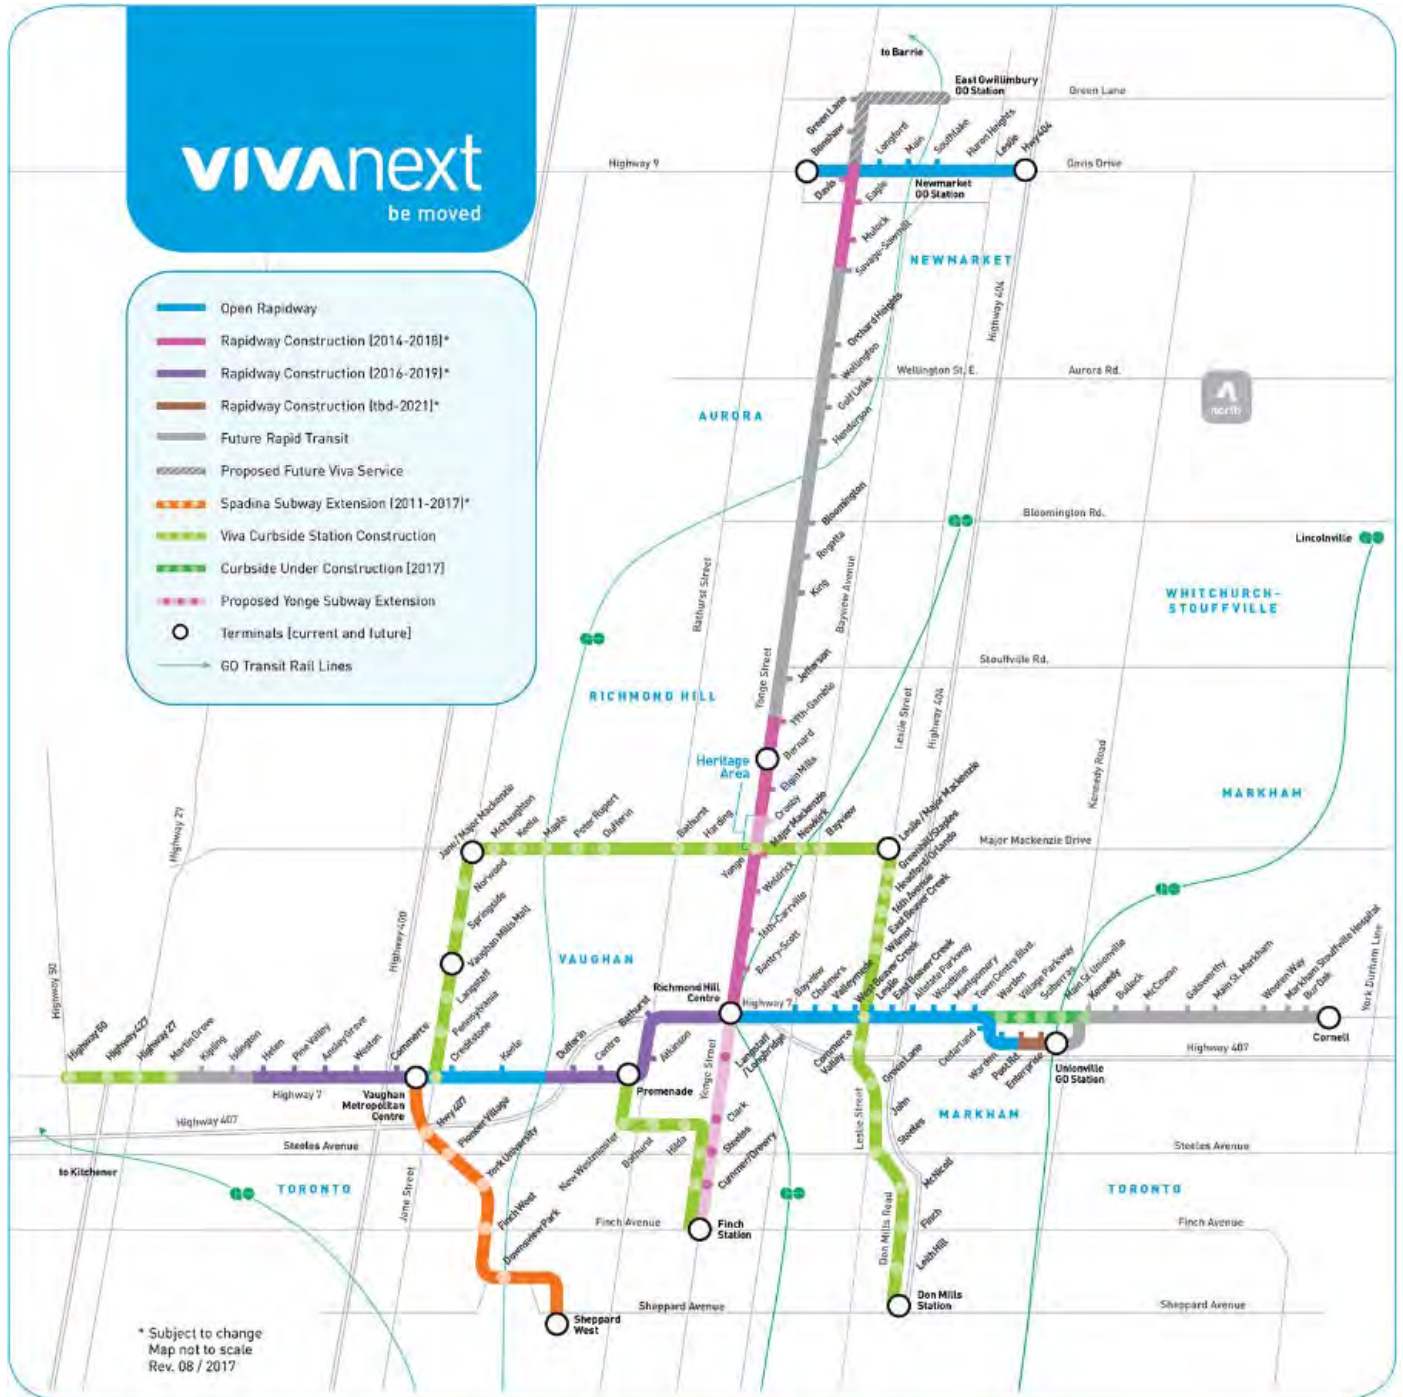 VIVAnext
be moved
Open Rapidway
Rapidway Construction [2014-2018]*
Rapidway Construction [2016-2019]*
Rapidway Construction [tbd-2021]*
Future Rapid Transit
Proposed Future Viva Service
Spadina Subway Extension [2011-2017]*
Viva Curbside Station Construction
Curbside Under Construction [2017]
Proposed Yonge Subway Extension
Terminals [current and future]
GO Transit Rail Lines
to Barrie
East Gwillimbury
GO Station
Green Lane
Green Lane
Bonshaw
Longford
Main
Southlake
Huron Heights
Leslie
Hwy 404
Highway 9
Davis Drive
Davis
Eagle
Newmarket
GO Station
Mulock
Savage-Sawmill
NEWMARKET
Highway 404
Orchard Heights
Wellington
Wellington St. E.
Aurora Rd.
north
Golf Links
Henderson
AURORA
Bloomington
Bloomington Rd.
Lincolnville
Regatta
King
Bathurst Street
Bayview Avenue
WHITCHURCH-
STOUFFVILLE
Jefferson
Stouffville Rd.
Yonge Street
RICHMOND HILL
19th-Gamble
Leslie Street
Highway 404
Bernard
Heritage
Area
Elgin Mills
Kennedy Road
MARKHAM
Crosby
Highway 27
Jane / Major Mackenzie
McNaughton
Keele
Maple
Peter Rupert
Dufferin
Bathurst
Harding
Yonge
Major Mackenzie
Newkirk
Bayview
Leslie / Major Mackenzie
Major Mackenzie Drive
Greenhill/Staples
Headford/Orlando
16th Avenue
East Beaver Creek
Wilmot
West Beaver Creek
Norwood
Springside
Vaughan Mills Mall
Langstaff
Pennsylvania
Creditstone
Weldrick
16th-Carrville
Bantry-Scott
Highway 400
Highway 50
VAUGHAN
Richmond Hill
Centre
Highway 7
Bayview
Chalmers
Valleymede
Leslie
East Beaver Creek
Allstate Parkway
Woodbine
Montgomery
Town Centre Blvd.
Warden
Village Parkway
Sciberras
Main St. Unionville
Kennedy
Bullock
McCowan
Galsworthy
Main St. Markham
Wooten Way
Markham Stouffville Hospital
Bur Oak
York Durham Line
Cornell
Highway 407
Highway 50
Highway 427
Highway 27
Martin Grove
Kipling
Islington
Helen
Pine Valley
Ansley Grove
Weston
Commerce
Keele
Dufferin
Centre
Bathurst
Atkinson
Promenade
Langstaff
/Longbridge
Commerce
Valley
Green Lane
Cedarland
Warden
Post Rd.
Enterprise
Unionville
GO Station
Highway 7
Vaughan
Metropolitan
Centre
Highway 407
Hwy 407
Pioneer Village
York University
Yonge Street
Clark
Steeles
Cummer/Drewry
Leslie Street
John
Steeles
MARKHAM
Steeles Avenue
Steeles Avenue
to Kitchener
TORONTO
Jane Street
New Westminster
Bathurst
Hilda
McNicoll
TORONTO
Finch West
Finch Avenue
Finch
Station
Don Mills Road
Finch
Finch Avenue
Downsview Park
Leith Hill
Don Mills
Station
Sheppard Avenue
Sheppard Avenue
Sheppard
West
* Subject to change
Map not to scale
Rev. 08 / 2017